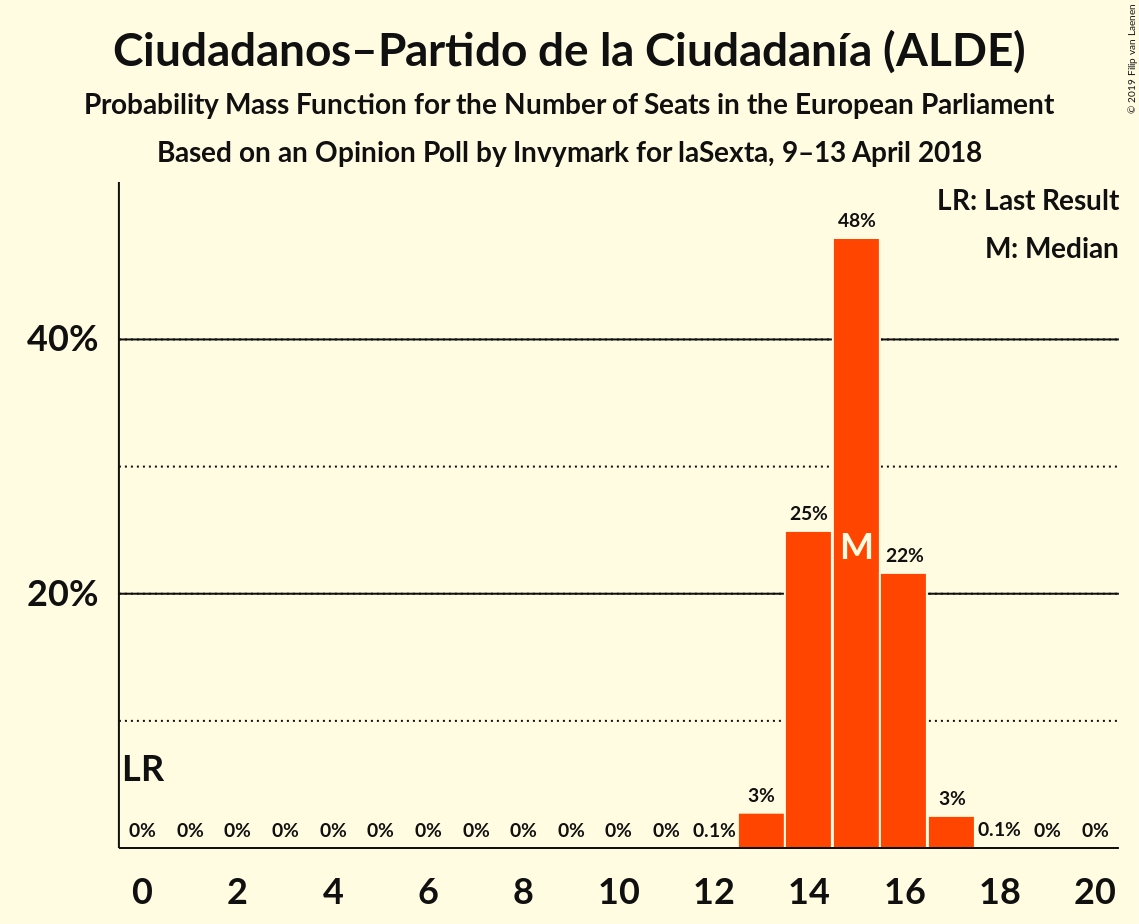 Ciudadanos–Partido de la Ciudadanía (ALDE)
Probability Mass Function for the Number of Seats in the European Parliament
Based on an Opinion Poll by Invymark for laSexta, 9–13 April 2018
© 2019 Filip van Laenen
LR: Last Result
M: Median
48%
40%
25%
M
22%
20%
LR
3%
3%
0% 0% 0% 0% 0% 0% 0% 0% 0% 0% 0% 0% 0.1% 0.1% 0% 0%
0 2 4 6 8 10 12 14 16 18 20